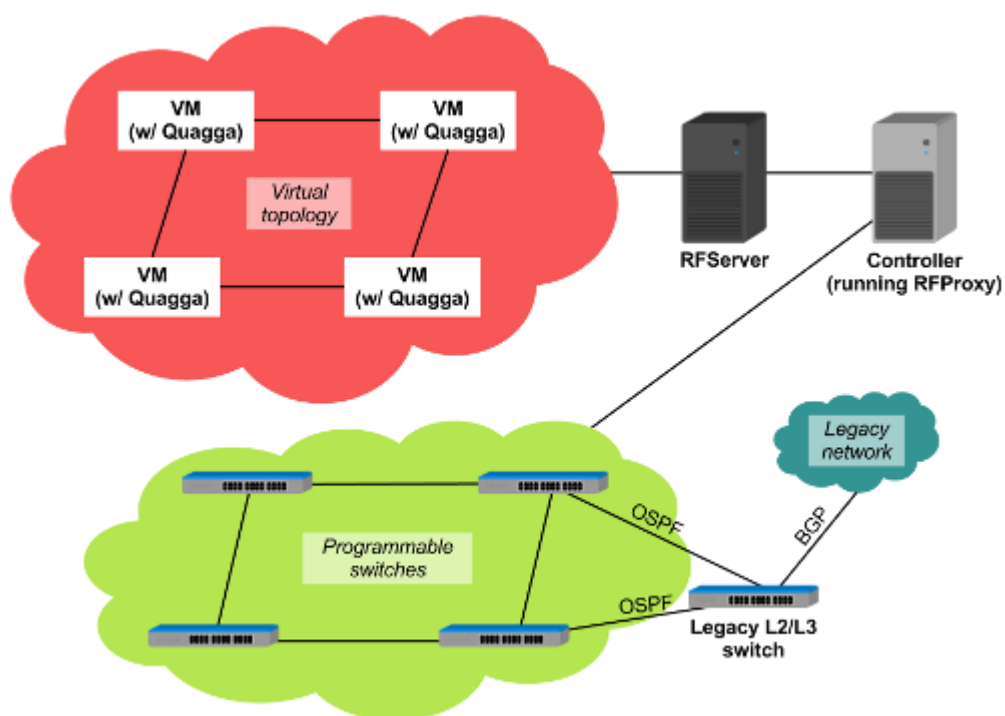 VM
(w/ Quagga)
VM
(w/ Quagga)
Virtual
topology
VM
(w/ Quagga)
VM
(w/ Quagga)
RFServer
Controller
(running RFProxy)
Legacy
network
OSPF
BGP
Programmable
switches
OSPF
Legacy L2/L3
switch